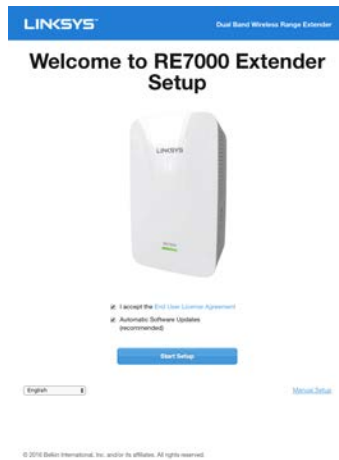 LINKSYS
Dual Band Wireless Range Extender
Welcome to RE7000 Extender
Setup
LINKSYS
I accept the End User License Agreement
Automatic Software Updates
(recommended)
Start Setup
English
Manual Setup
© 2016 Belkin International, Inc. and/or its affiliates. All rights reserved.